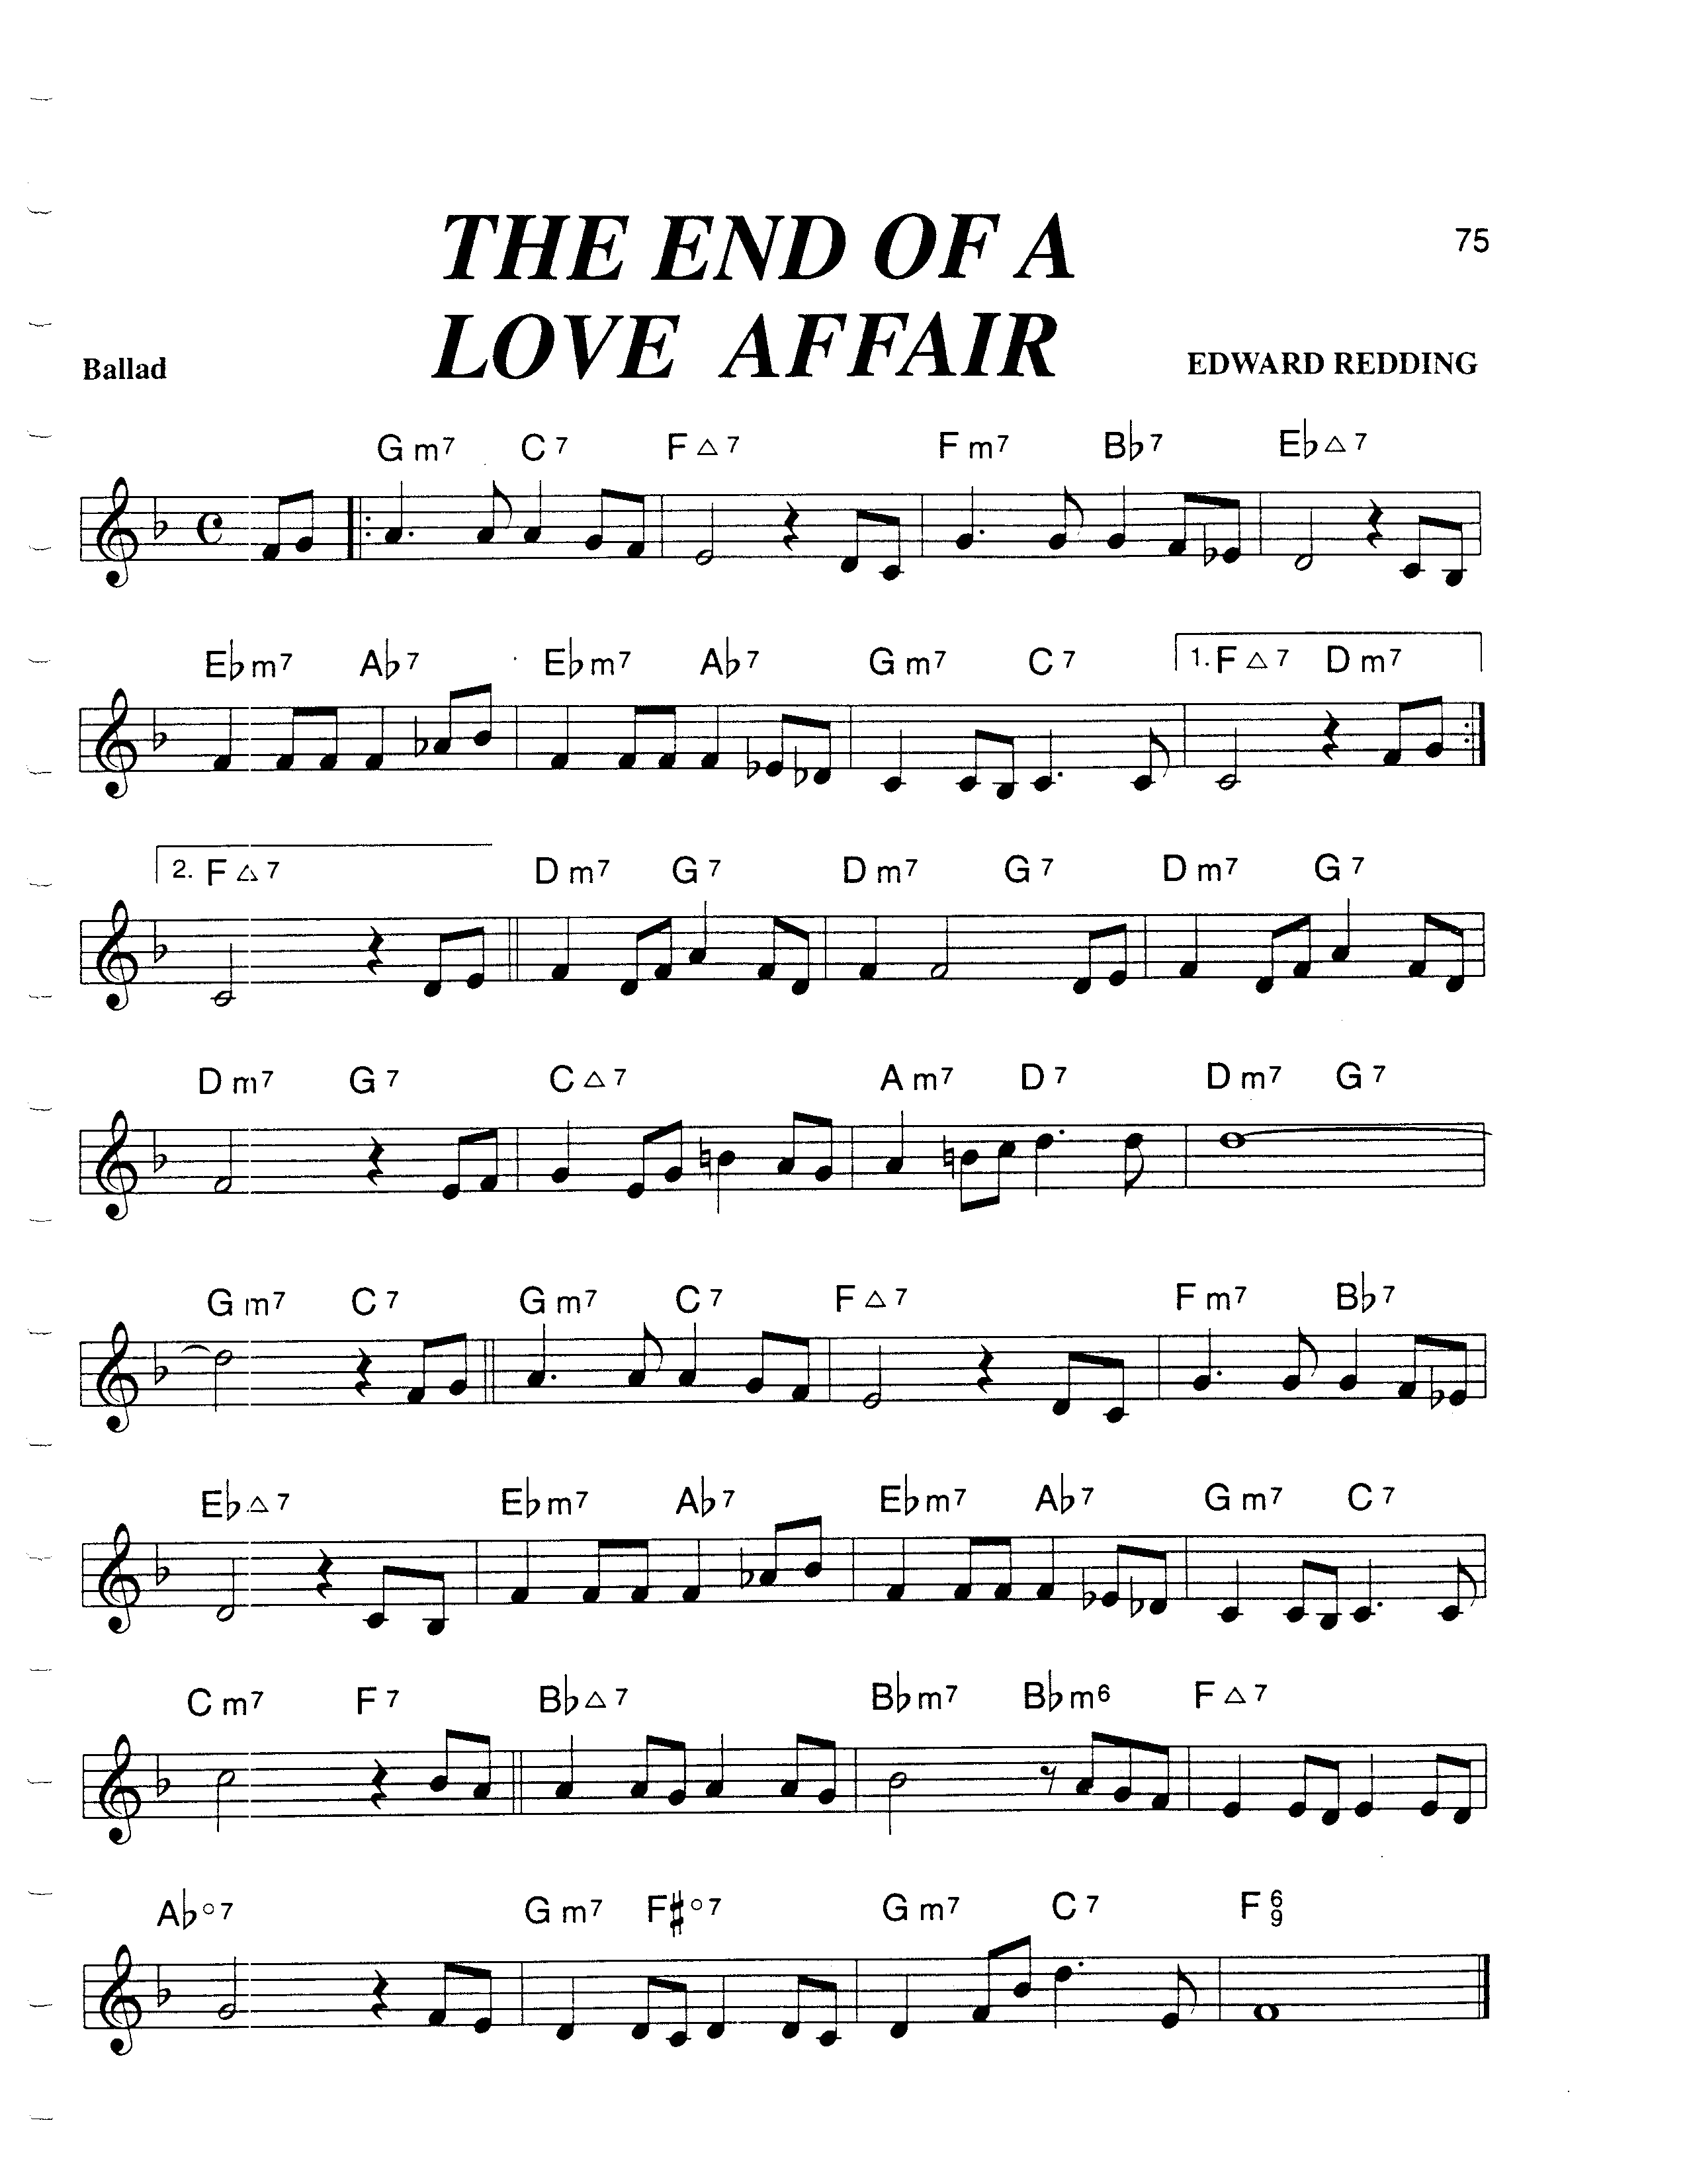 THE END OF A
75
LOVE AFFAIR
Ballad
EDWARD REDDING
G m7 C 7 F △ 7 F m7 B♭7 E♭△ 7
E♭m7 A♭7 E♭m7 A♭7 G m7 C 7 1. F △ 7 D m7
2. F △ 7 D m7 G 7 D m7 G 7 D m7 G 7
D m7 G 7 C △ 7 A m7 D 7 D m7 G 7
G m7 C 7 G m7 C 7 F △ 7 F m7 B♭7
E♭△ 7 E♭m7 A♭7 E♭m7 A♭7 G m7 C 7
C m7 F 7 B♭△ 7 B♭m7 B♭m6 F △ 7
A♭°7 G m7 F♯°7 G m7 C 7 F 6 9